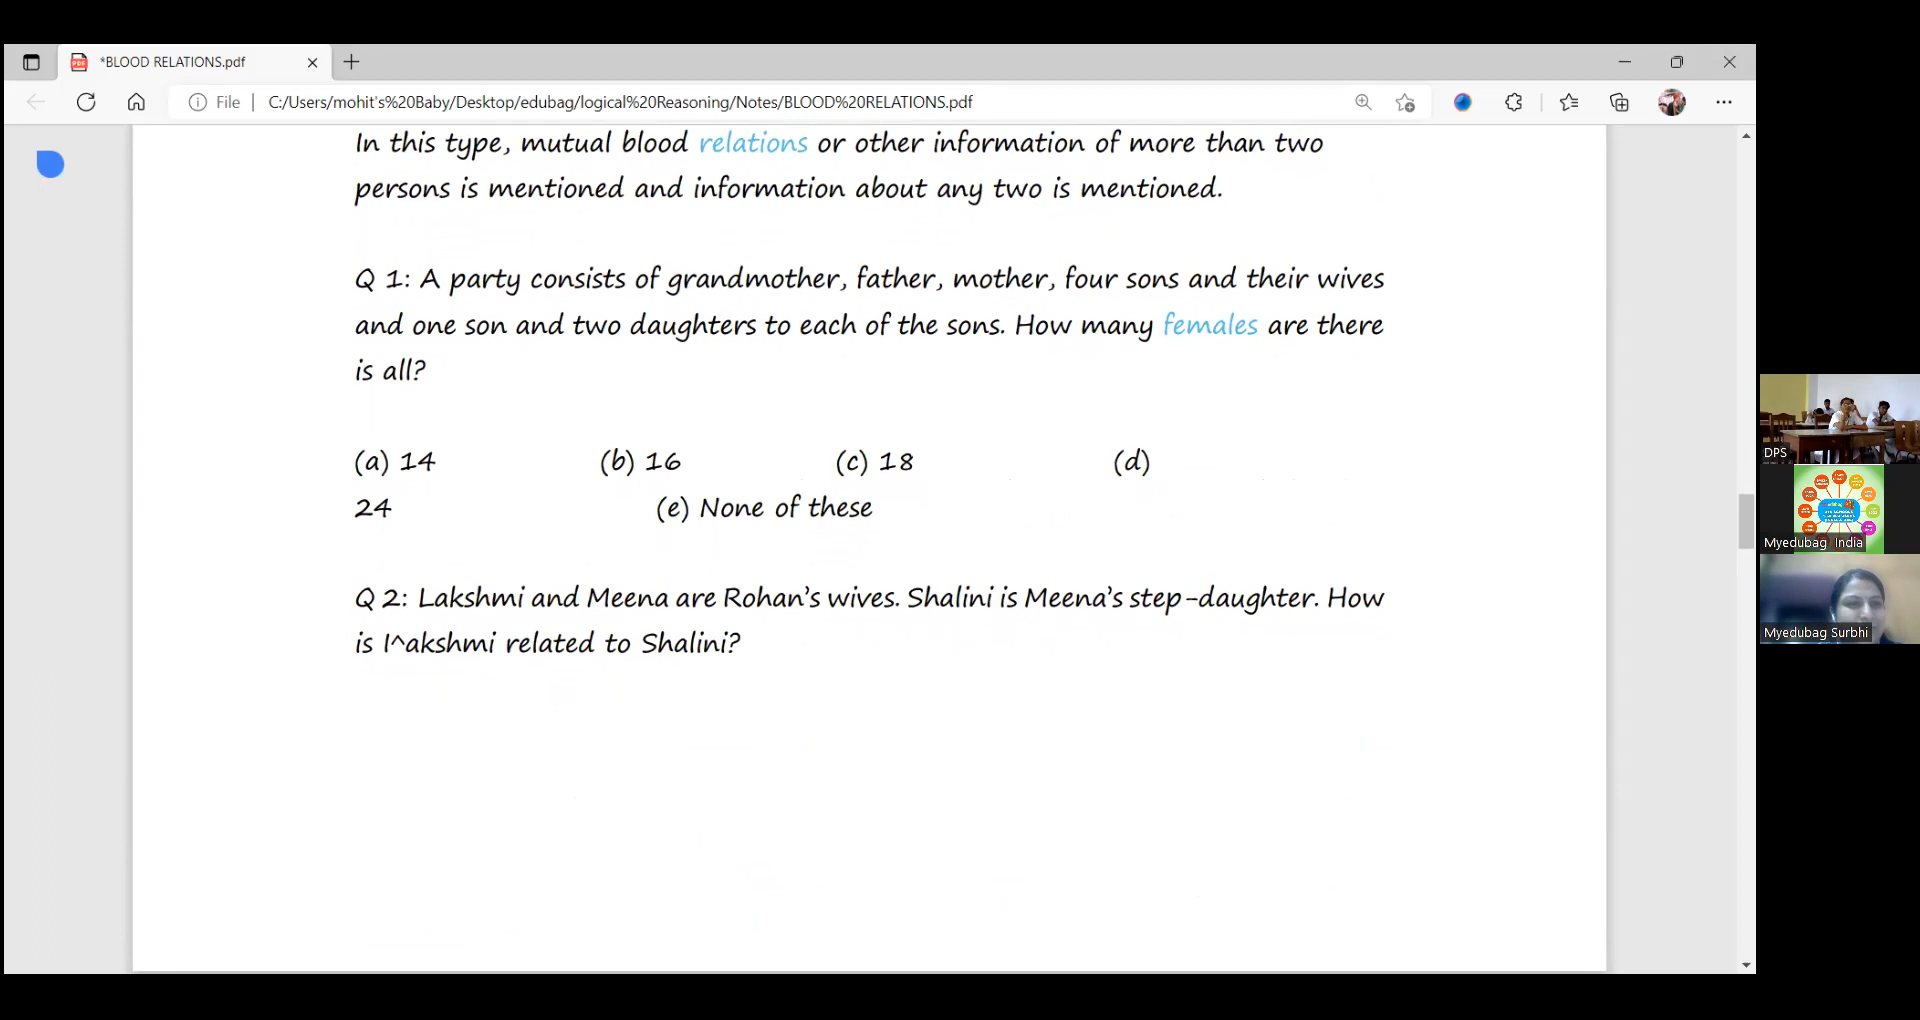 *BLOOD RELATIONS.pdf
File
C:/Users/mohit's%20Baby/Desktop/edubag/logical%20Reasoning/Notes/BLOOD%20RELATIONS.pdf
In this type, mutual blood relations or other information of more than two
persons is mentioned and information about any two is mentioned.
Q 1: A party consists of grandmother, father, mother, four sons and their wives
and one son and two daughters to each of the sons. How many females are there
is all?
(a) 14 (b) 16 (c) 18 (d)
24 (e) None of these
Q 2: Lakshmi and Meena are Rohan’s wives. Shalini is Meena’s step-daughter. How
is I^akshmi related to Shalini?
DPS
Myedubag India
Myedubag Surbhi